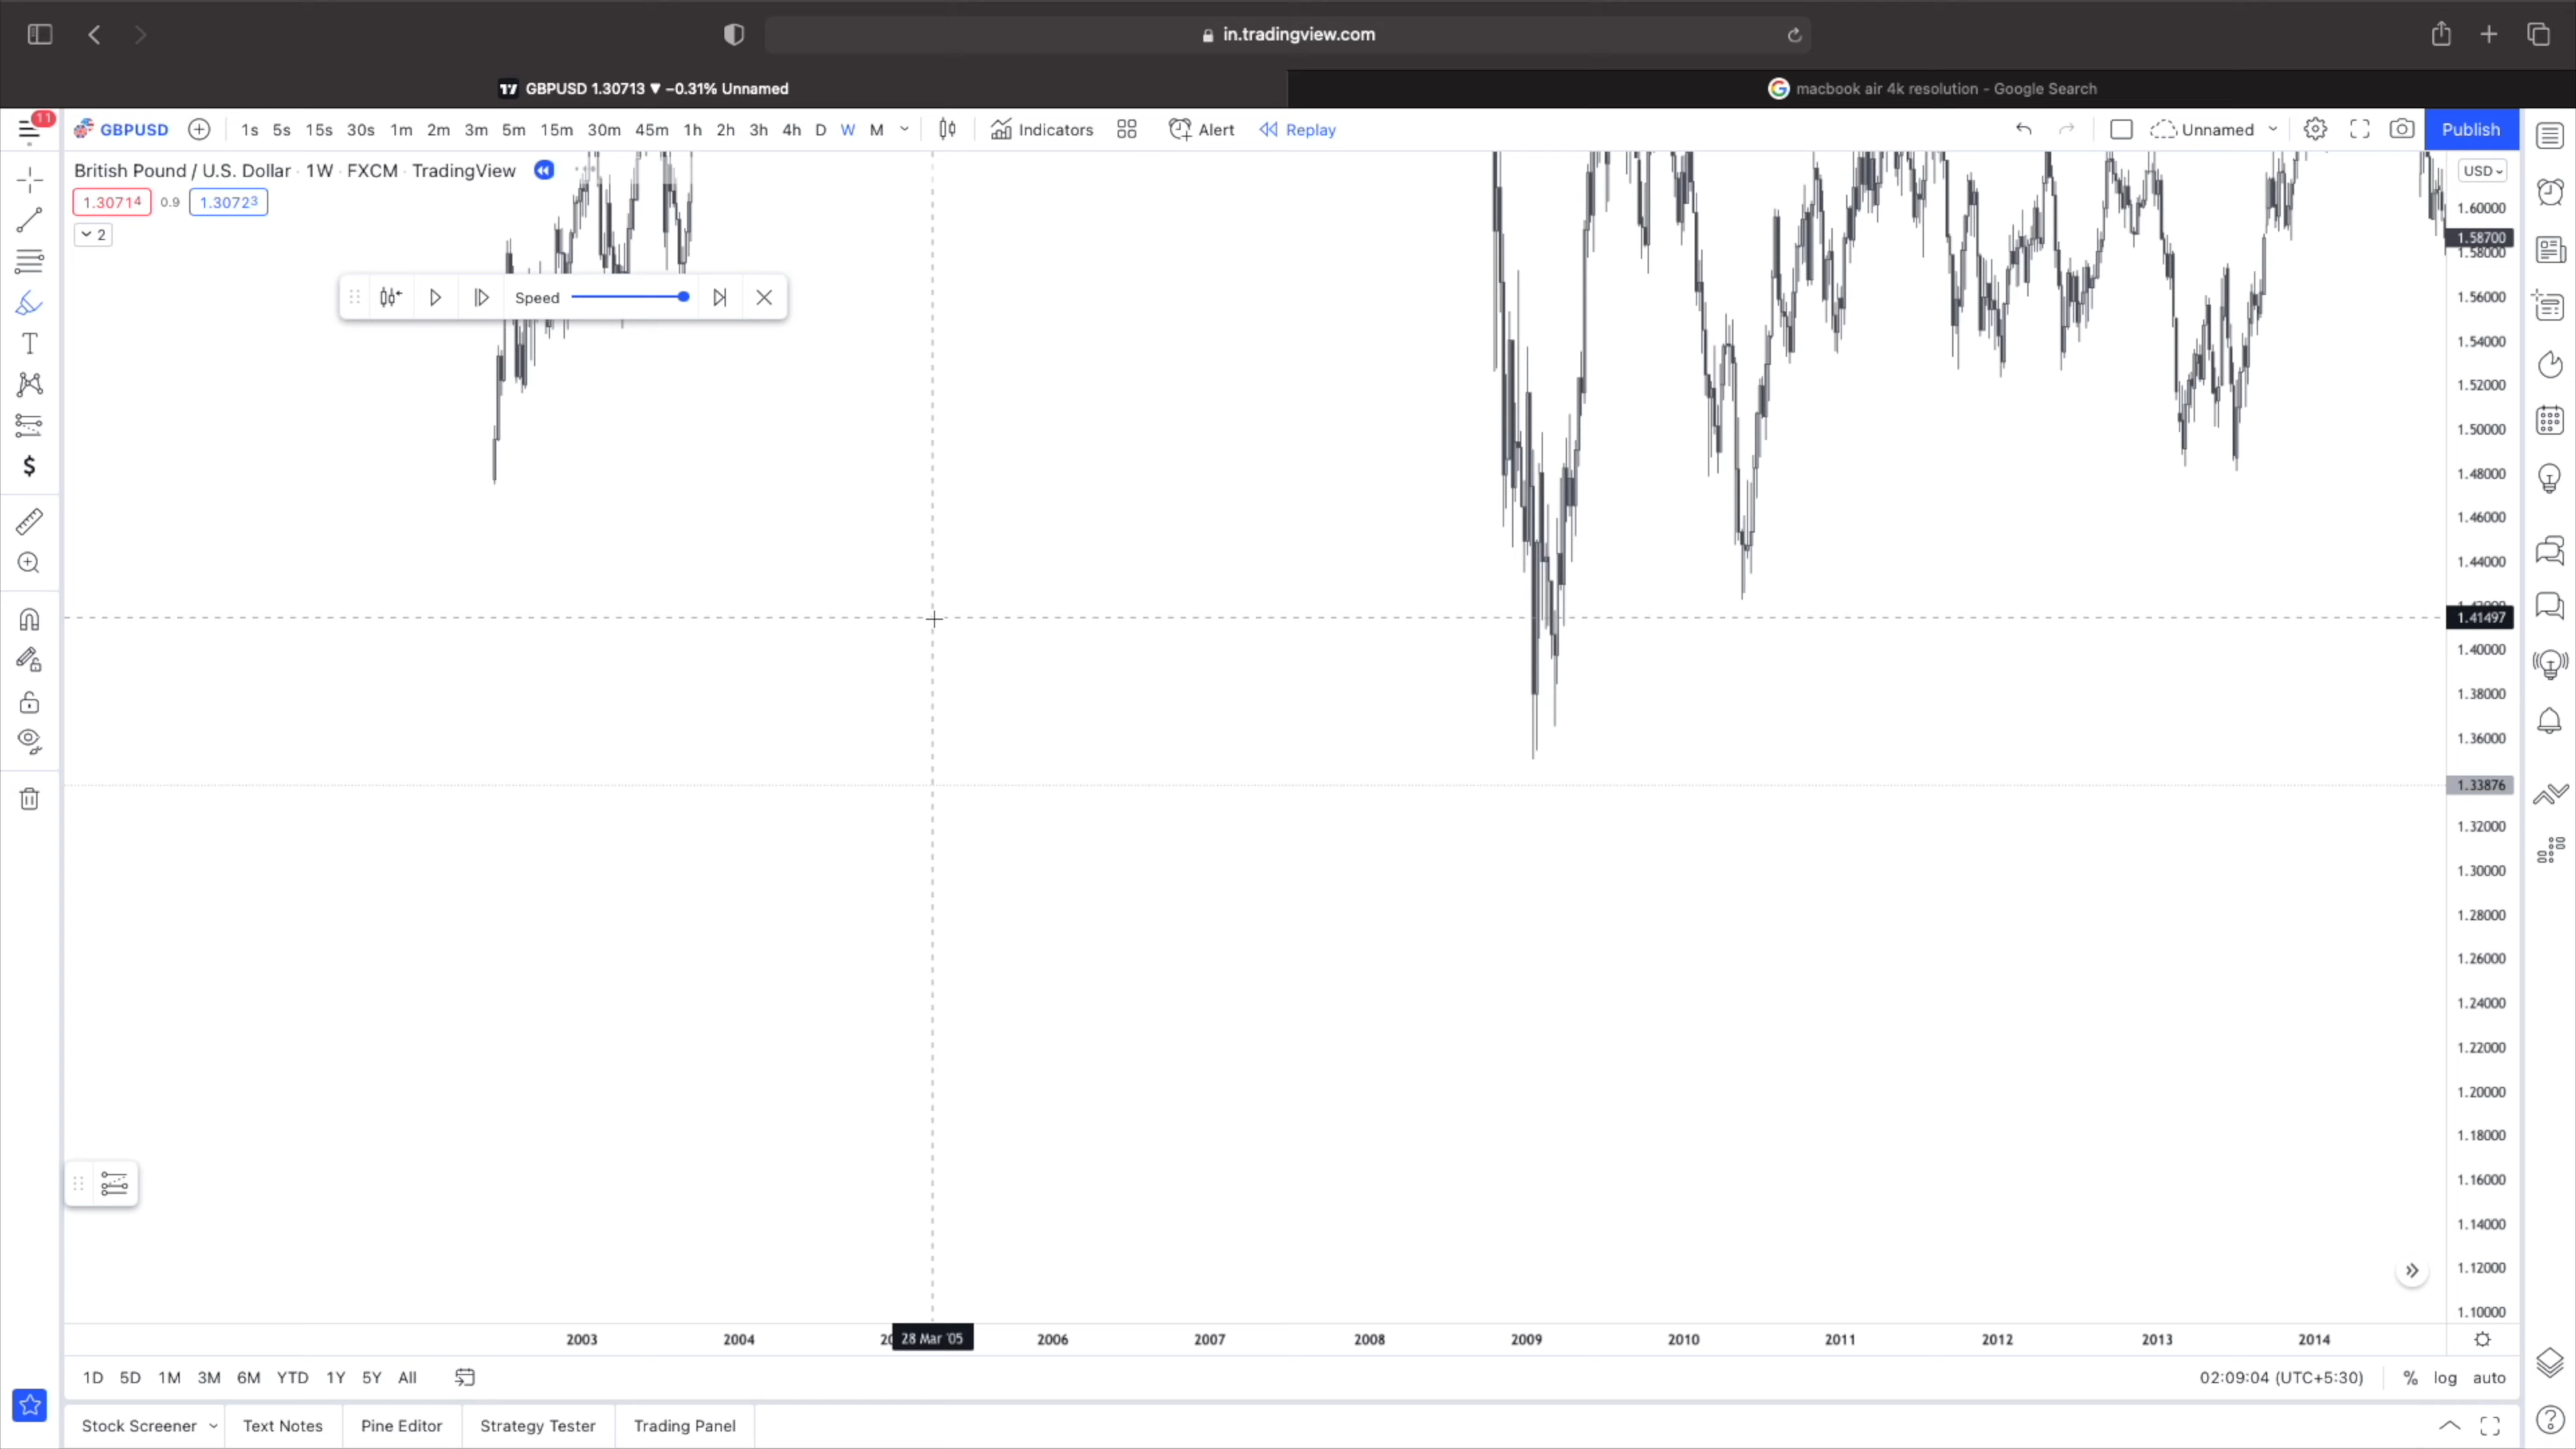 in.tradingview.com
GBPUSD 1.30713 ▼ −0.31% Unnamed
macbook air 4k resolution - Google Search
11
GBPUSD 1s 5s 15s 30s 1m 2m 3m 5m 15m 30m 45m 1h 2h 3h 4h D W M Indicators Alert Replay Unnamed Publish
British Pound / U.S. Dollar · 1W · FXCM · TradingView
USD
1.30714 0.9 1.30723
2
Speed
1.60000
1.58700
1.58000
1.56000
1.54000
1.52000
1.50000
1.48000
1.46000
1.44000
1.41497
1.40000
1.38000
1.36000
1.33876
1.32000
1.30000
1.28000
1.26000
1.24000
1.22000
1.20000
1.18000
1.16000
1.14000
1.12000
1.10000
2003 2004 28 Mar '05 2006 2007 2008 2009 2010 2011 2012 2013 2014
1D 5D 1M 3M 6M YTD 1Y 5Y All 02:09:04 (UTC+5:30) % log auto
Stock Screener Text Notes Pine Editor Strategy Tester Trading Panel